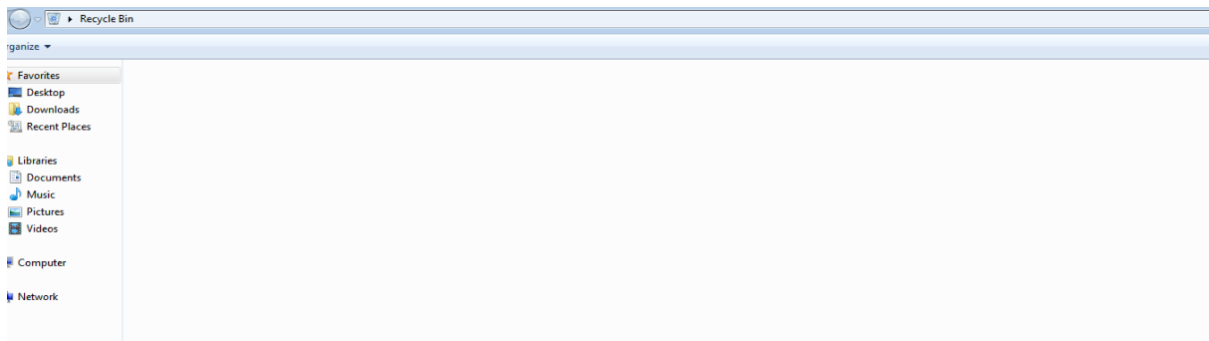 Recycle Bin
rganize
Favorites
Desktop
Downloads
Recent Places
Libraries
Documents
Music
Pictures
Videos
Computer
Network